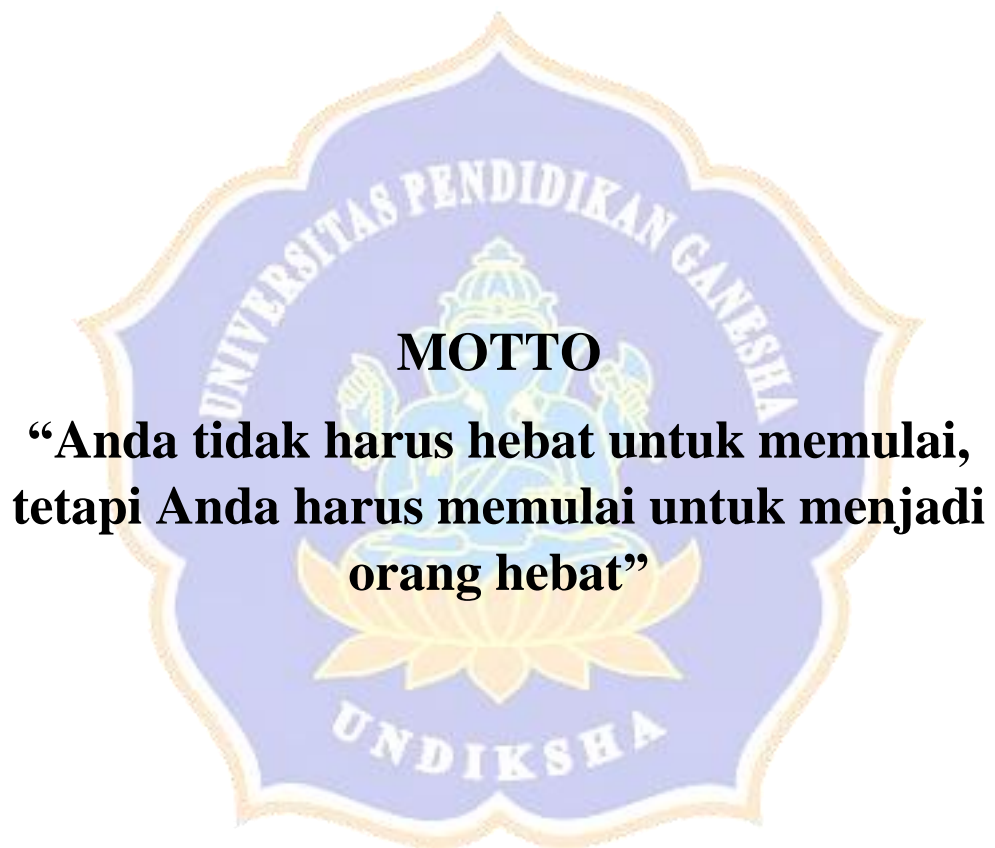 UNIVERSITAS PENDIDIKAN GANESHA
MOTTO
“Anda tidak harus hebat untuk memulai,
tetapi Anda harus memulai untuk menjadi
orang hebat”
UNDIKSHA